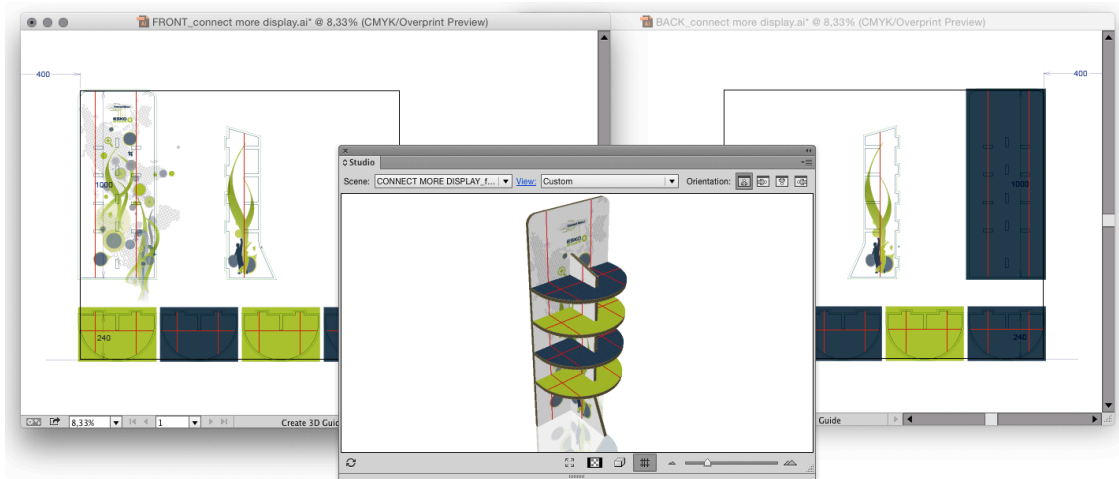 FRONT_connect more display.ai* @ 8,33% (CMYK/Overprint Preview)
BACK_connect more display.ai* @ 8,33% (CMYK/Overprint Preview)
400
400
ESKO
1000
1000
Studio
Scene: CONNECT MORE DISPLAY_f... View: Custom Orientation:
ESKO
240
240
8,33% 1 Create 3D Guid
Guide